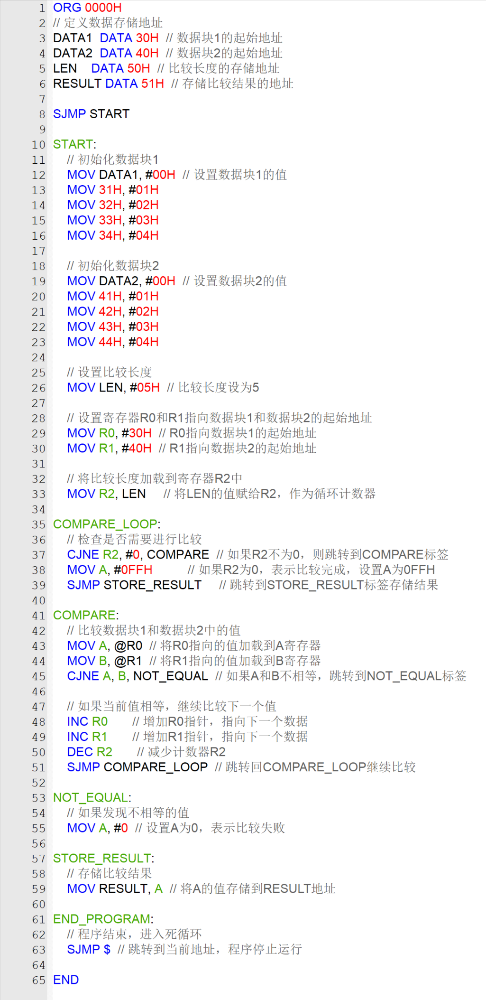 1 ORG 0000H
2 // 定义数据存储地址
3 DATA1  DATA 30H  // 数据块1的起始地址
4 DATA2  DATA 40H  // 数据块2的起始地址
5 LEN    DATA 50H  // 比较长度的存储地址
6 RESULT DATA 51H  // 存储比较结果的地址
7
8 SJMP START
9
10 START:
11     // 初始化数据块1
12     MOV DATA1, #00H  // 设置数据块1的值
13     MOV 31H, #01H
14     MOV 32H, #02H
15     MOV 33H, #03H
16     MOV 34H, #04H
17
18     // 初始化数据块2
19     MOV DATA2, #00H  // 设置数据块2的值
20     MOV 41H, #01H
21     MOV 42H, #02H
22     MOV 43H, #03H
23     MOV 44H, #04H
24
25     // 设置比较长度
26     MOV LEN, #05H  // 比较长度设为5
27
28     // 设置寄存器R0和R1指向数据块1和数据块2的起始地址
29     MOV R0, #30H  // R0指向数据块1的起始地址
30     MOV R1, #40H  // R1指向数据块2的起始地址
31
32     // 将比较长度加载到寄存器R2中
33     MOV R2, LEN     // 将LEN的值赋给R2，作为循环计数器
34
35 COMPARE_LOOP:
36     // 检查是否需要进行比较
37     CJNE R2, #0, COMPARE  // 如果R2不为0，则跳转到COMPARE标签
38     MOV A, #0FFH          // 如果R2为0，表示比较完成，设置A为0FFH
39     SJMP STORE_RESULT     // 跳转到STORE_RESULT标签存储结果
40
41 COMPARE:
42     // 比较数据块1和数据块2中的值
43     MOV A, @R0  // 将R0指向的值加载到A寄存器
44     MOV B, @R1  // 将R1指向的值加载到B寄存器
45     CJNE A, B, NOT_EQUAL  // 如果A和B不相等，跳转到NOT_EQUAL标签
46
47     // 如果当前值相等，继续比较下一个值
48     INC R0       // 增加R0指针，指向下一个数据
49     INC R1       // 增加R1指针，指向下一个数据
50     DEC R2       // 减少计数器R2
51     SJMP COMPARE_LOOP  // 跳转回COMPARE_LOOP继续比较
52
53 NOT_EQUAL:
54     // 如果发现不相等的值
55     MOV A, #0  // 设置A为0，表示比较失败
56
57 STORE_RESULT:
58     // 存储比较结果
59     MOV RESULT, A  // 将A的值存储到RESULT地址
60
61 END_PROGRAM:
62     // 程序结束，进入死循环
63     SJMP $  // 跳转到当前地址，程序停止运行
64
65 END